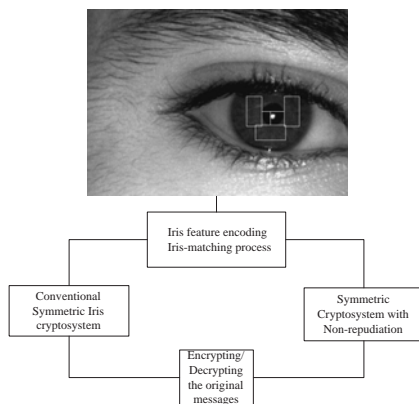 Iris feature encoding
Iris-matching process
Conventional
Symmetric Iris
cryptosystem
Symmetric
Cryptosystem with
Non-repudiation
Encrypting/
Decrypting
the original
messages